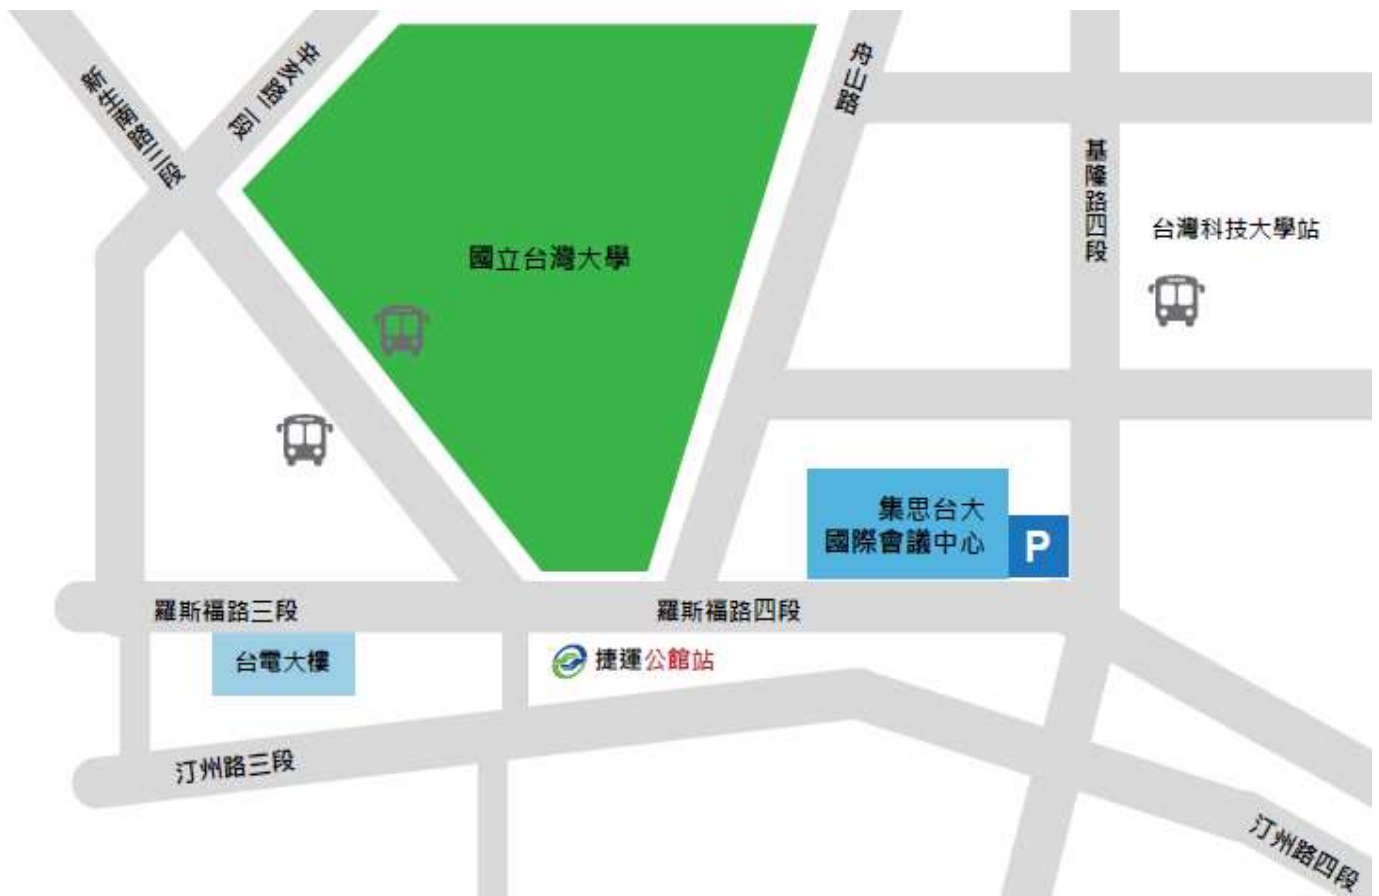 辛亥路一段
新生南路三段
舟山路
基隆路四段
台灣科技大學站
國立台灣大學
集思台大
國際會議中心
P
羅斯福路三段
羅斯福路四段
台電大樓
捷運公館站
汀州路三段
汀州路四段